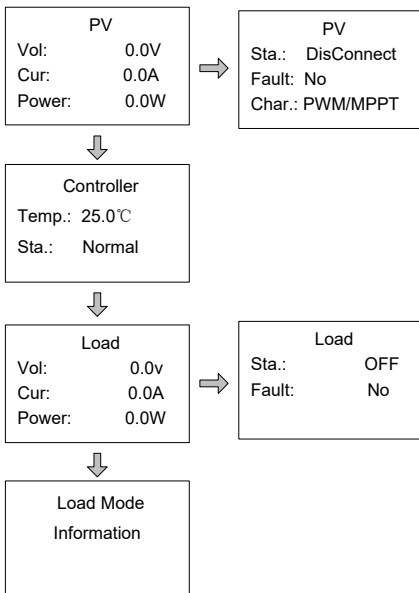 PV
Vol: 0.0V
Cur: 0.0A
Power: 0.0W
PV
Sta.: DisConnect
Fault: No
Char.: PWM/MPPT
Controller
Temp.: 25.0℃
Sta.: Normal
Load
Vol: 0.0v
Cur: 0.0A
Power: 0.0W
Load
Sta.: OFF
Fault: No
Load Mode
Information